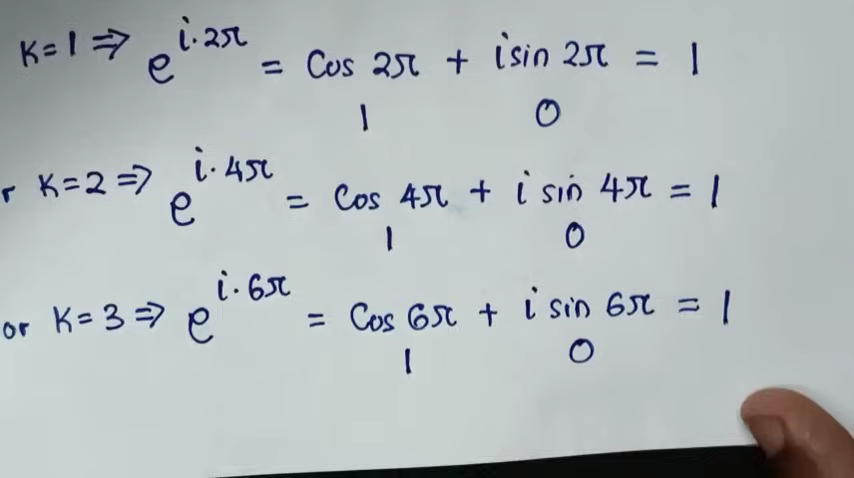 K=1 ⇒ e^{i·2π} = cos 2π + i sin 2π = 1
1 0
r K=2 ⇒ e^{i·4π} = cos 4π + i sin 4π = 1
1 0
or K=3 ⇒ e^{i·6π} = cos 6π + i sin 6π = 1
1 0